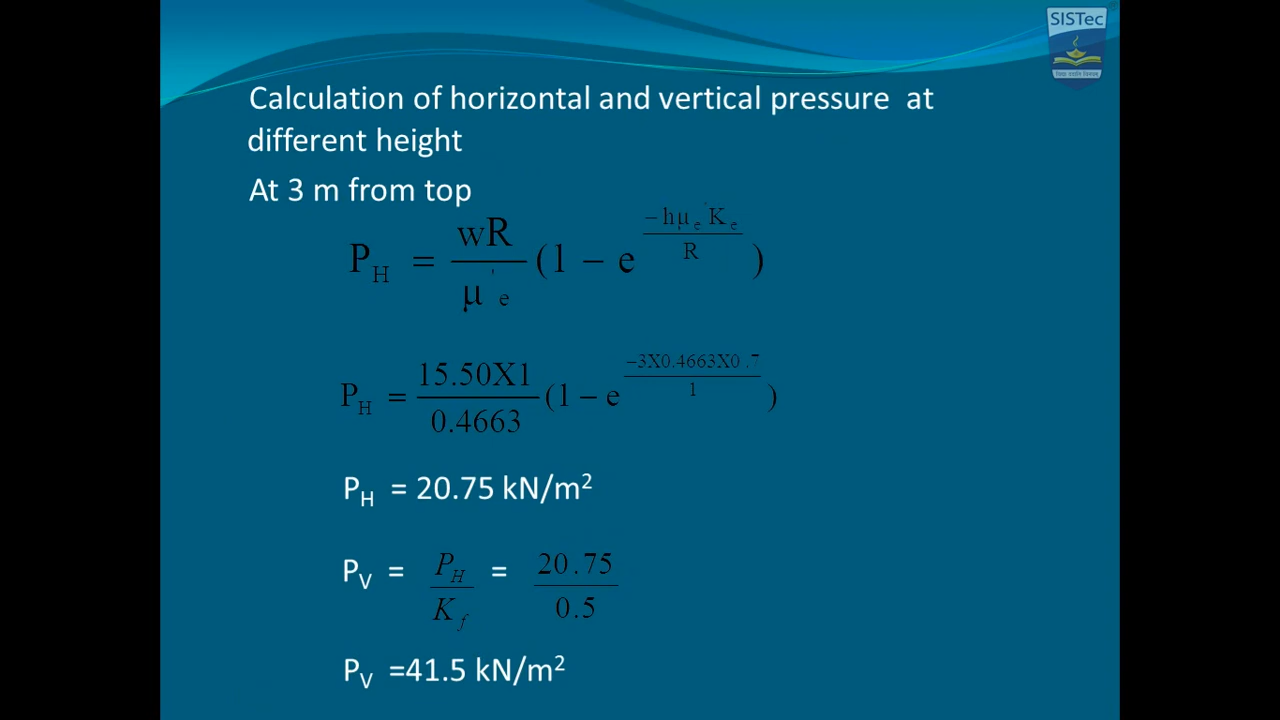 SISTec
Calculation of horizontal and vertical pressure at
different height
At 3 m from top
P_H = wR / μ'_e (1 − e^(−hμ'_e K_e / R))
P_H = 15.50X1 / 0.4663 (1 − e^(−3X0.4663X0.7 / 1))
P_H = 20.75 kN/m²
P_V = P_H / K_f = 20.75 / 0.5
P_V =41.5 kN/m²